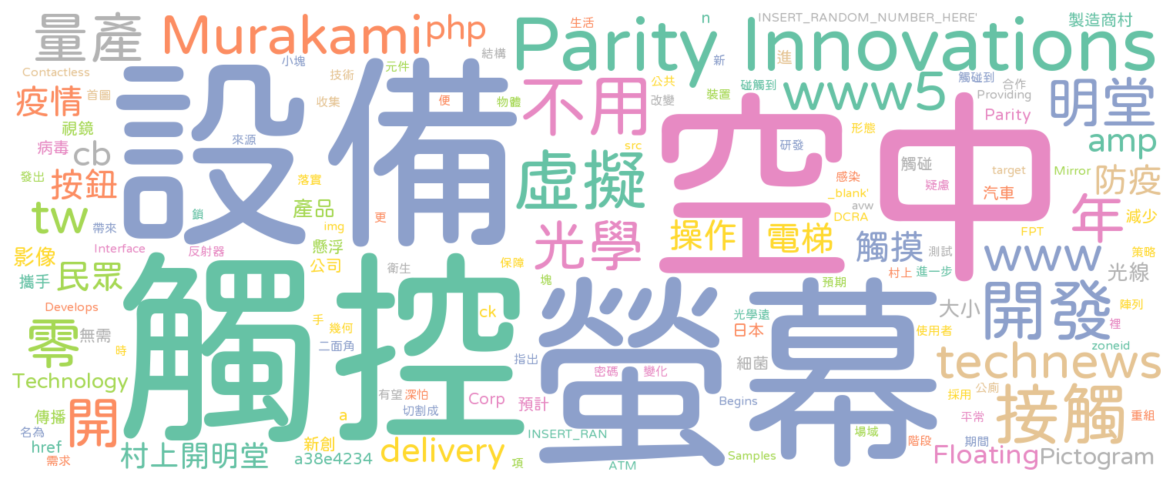 量產
Murakami
php
生活
n
INSERT_RANDOM_NUMBER_HERE'
製造商村
Parity Innovations
結構
小塊
元件
新
進
Contactless
首圖
疫情
技術
收集
便
物體
設備
不用
公共
改變
裝置
碰觸到
www5
觸碰到
合作
Providing
明堂
視鏡
病毒
cb
來源
src
虛擬
空中
Parity
形態
研發
amp
發出
按鈕
落實
觸碰
疑慮
感染
target
汽車
Mirror
防疫
tw
帶來
鎖
產品
img
更
_blank'
avw
DCRA
年
減少
影像
Interface
反射器
懸浮
公司
保障
光學
操作
電梯
觸摸
測試
FPT
www
策略
攜手
民眾
衛生
塊
預期
村上
進一步
光線
Develops
觸控
手
幾何
ck
螢幕
光學遠
日本
大小
開發
陣列
裡
零
無需
時
二面角
指出
密碼
變化
細菌
使用者
zoneid
technews
Technology
有望
深怕
Corp
預計
Begins
採用
公廁
接觸
傳播
開
切割成
a
平常
重組
名為
href
需求
村上開明堂
新創
a38e4234
delivery
項
INSERT_RAN
ATM
Samples
場域
階段
期間
Floating
Pictogram